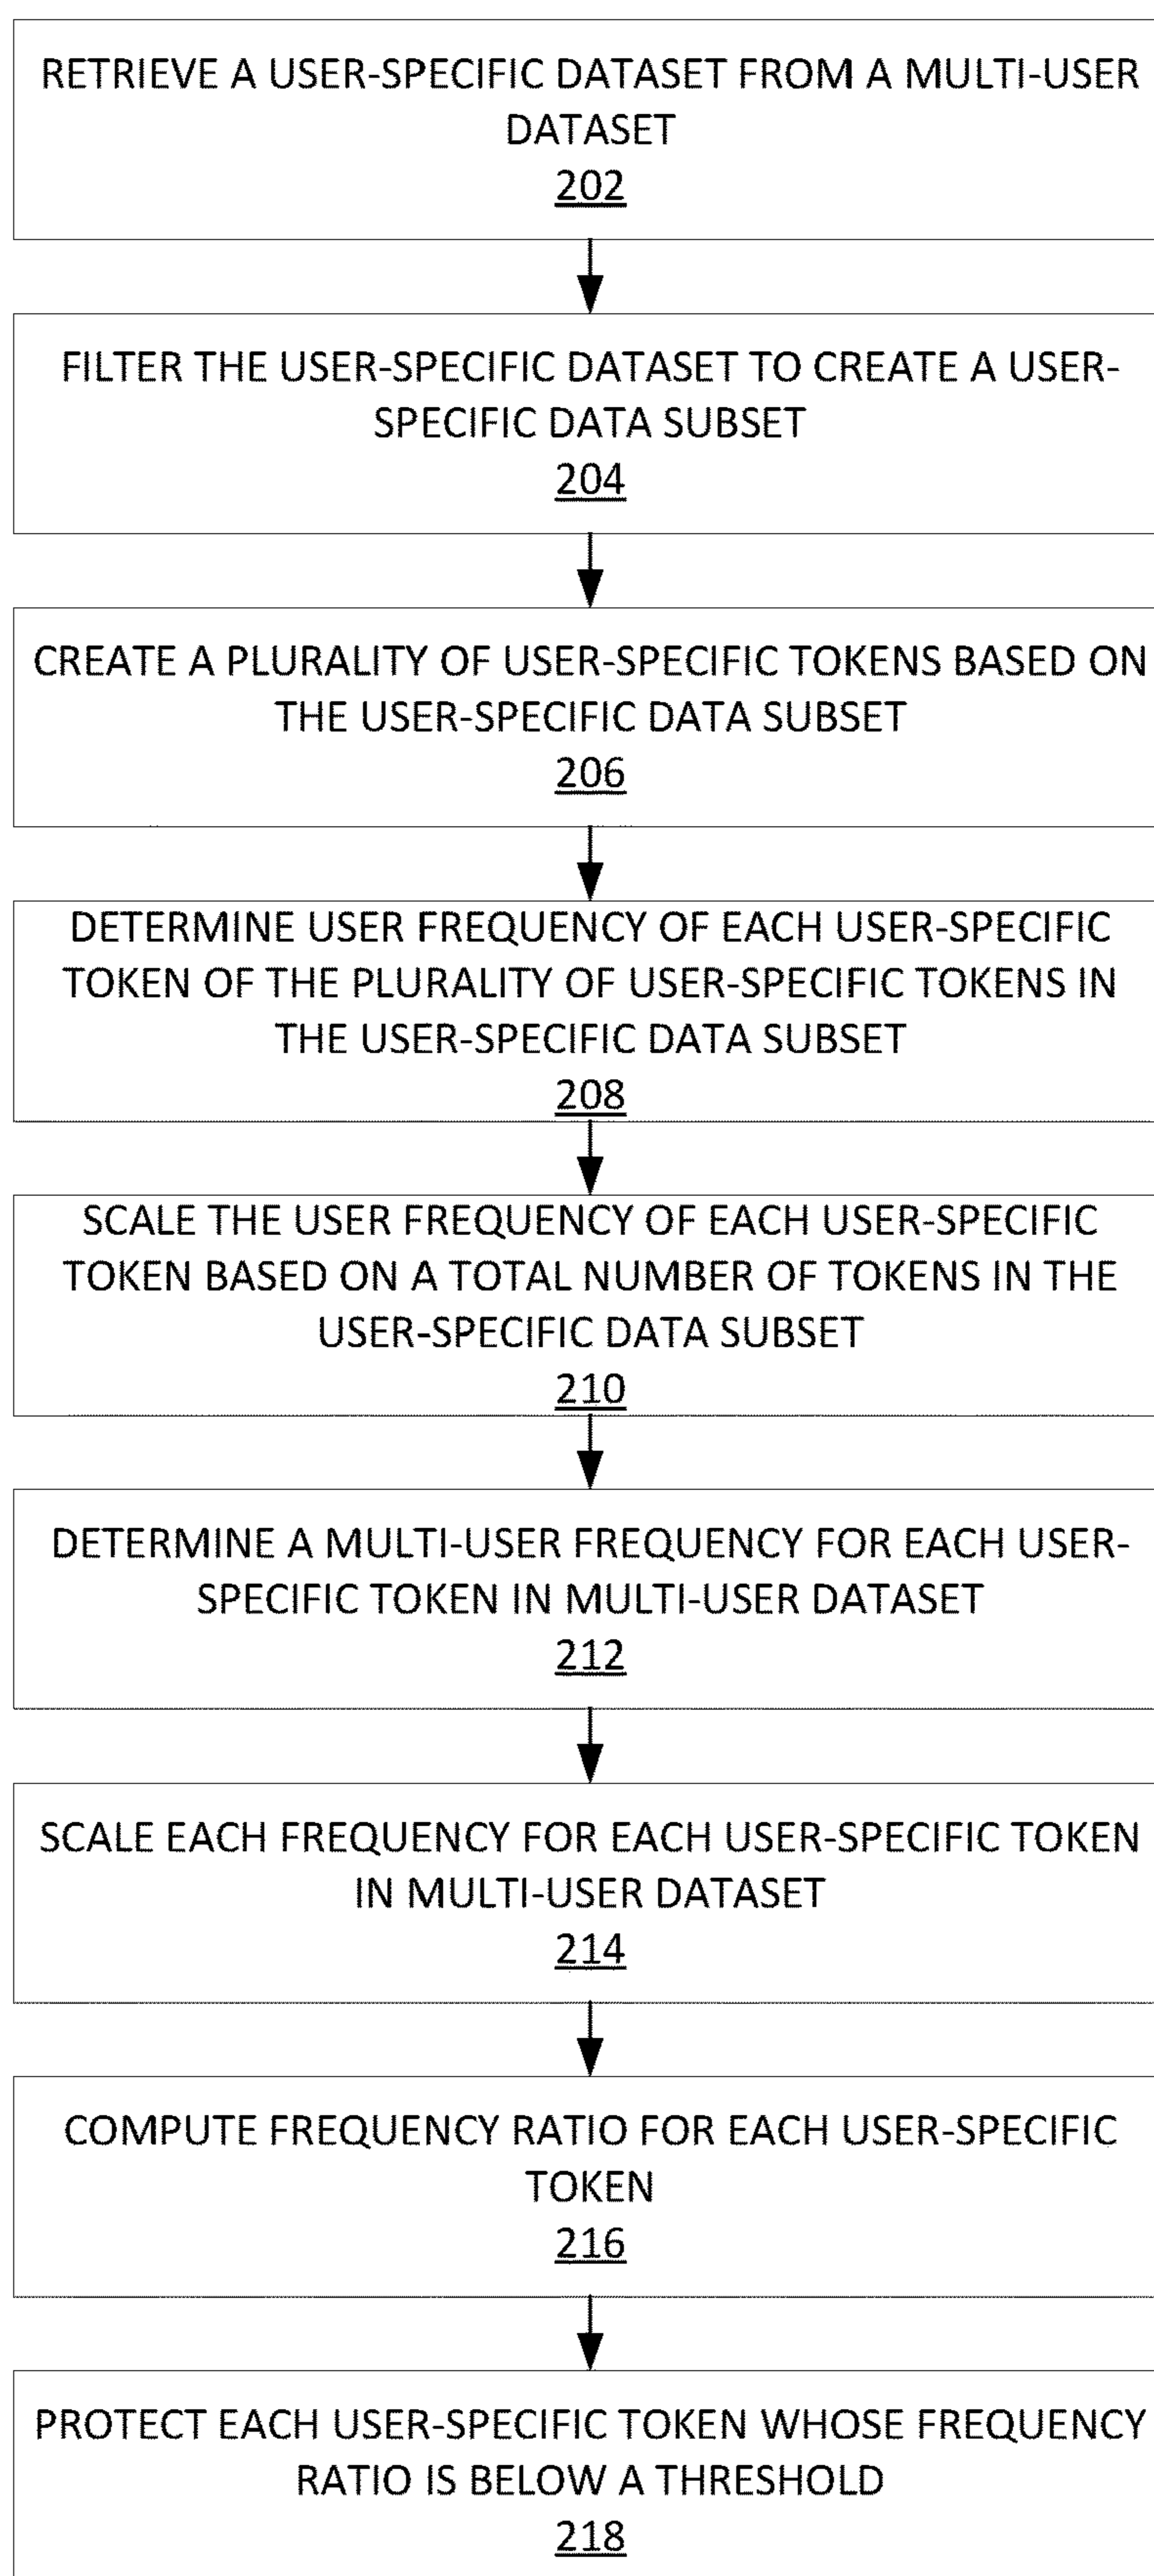 RETRIEVE A USER-SPECIFIC DATASET FROM A MULTI-USER
DATASET
202
FILTER THE USER-SPECIFIC DATASET TO CREATE A USER-
SPECIFIC DATA SUBSET
204
CREATE A PLURALITY OF USER-SPECIFIC TOKENS BASED ON
THE USER-SPECIFIC DATA SUBSET
206
DETERMINE USER FREQUENCY OF EACH USER-SPECIFIC
TOKEN OF THE PLURALITY OF USER-SPECIFIC TOKENS IN
THE USER-SPECIFIC DATA SUBSET
208
SCALE THE USER FREQUENCY OF EACH USER-SPECIFIC
TOKEN BASED ON A TOTAL NUMBER OF TOKENS IN THE
USER-SPECIFIC DATA SUBSET
210
DETERMINE A MULTI-USER FREQUENCY FOR EACH USER-
SPECIFIC TOKEN IN MULTI-USER DATASET
212
SCALE EACH FREQUENCY FOR EACH USER-SPECIFIC TOKEN
IN MULTI-USER DATASET
214
COMPUTE FREQUENCY RATIO FOR EACH USER-SPECIFIC
TOKEN
216
PROTECT EACH USER-SPECIFIC TOKEN WHOSE FREQUENCY
RATIO IS BELOW A THRESHOLD
218